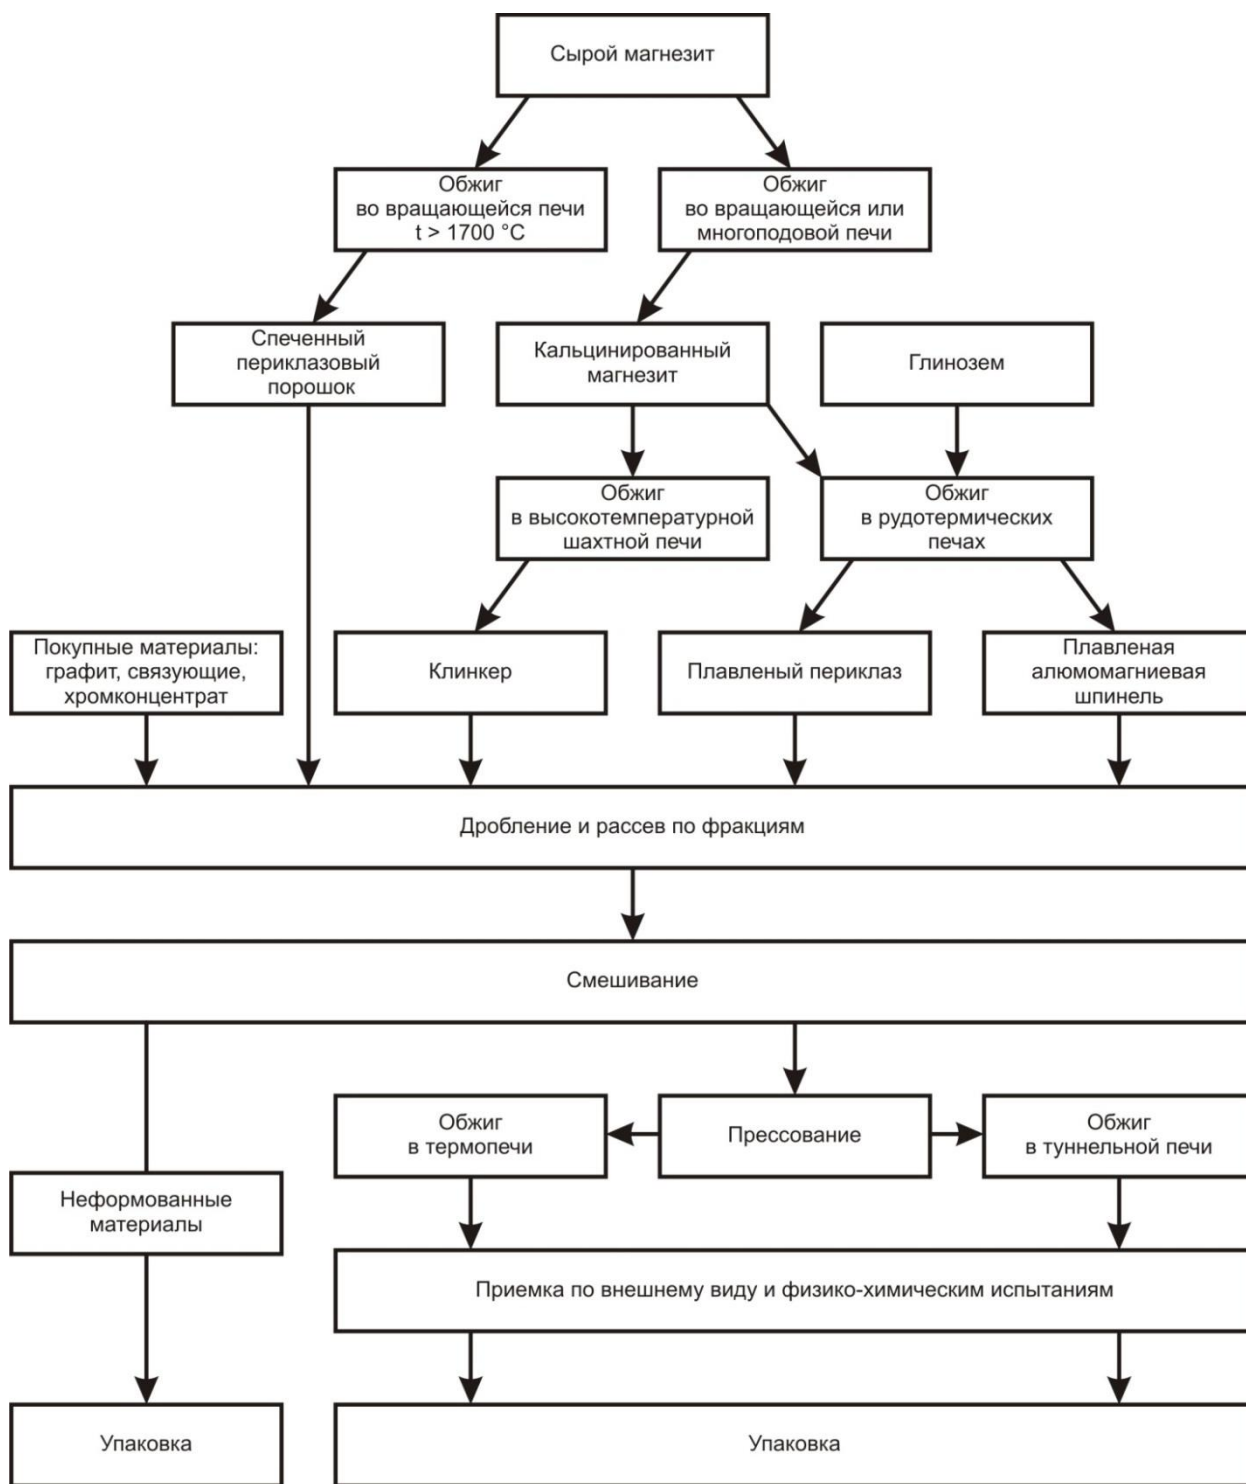 Сырой магнезит
Обжиг
во вращающейся печи
t > 1700 °C
Обжиг
во вращающейся или
многоподовой печи
Спеченный
периклазовый
порошок
Кальцинированный
магнезит
Глинозем
Обжиг
в высокотемпературной
шахтной печи
Обжиг
в рудотермических
печах
Покупные материалы:
графит, связующие,
хромконцентрат
Клинкер
Плавленый периклаз
Плавленая
алюмомагниевая
шпинель
Дробление и рассев по фракциям
Смешивание
Обжиг
в термопечи
Прессование
Обжиг
в туннельной печи
Неформованные
материалы
Приемка по внешнему виду и физико-химическим испытаниям
Упаковка
Упаковка